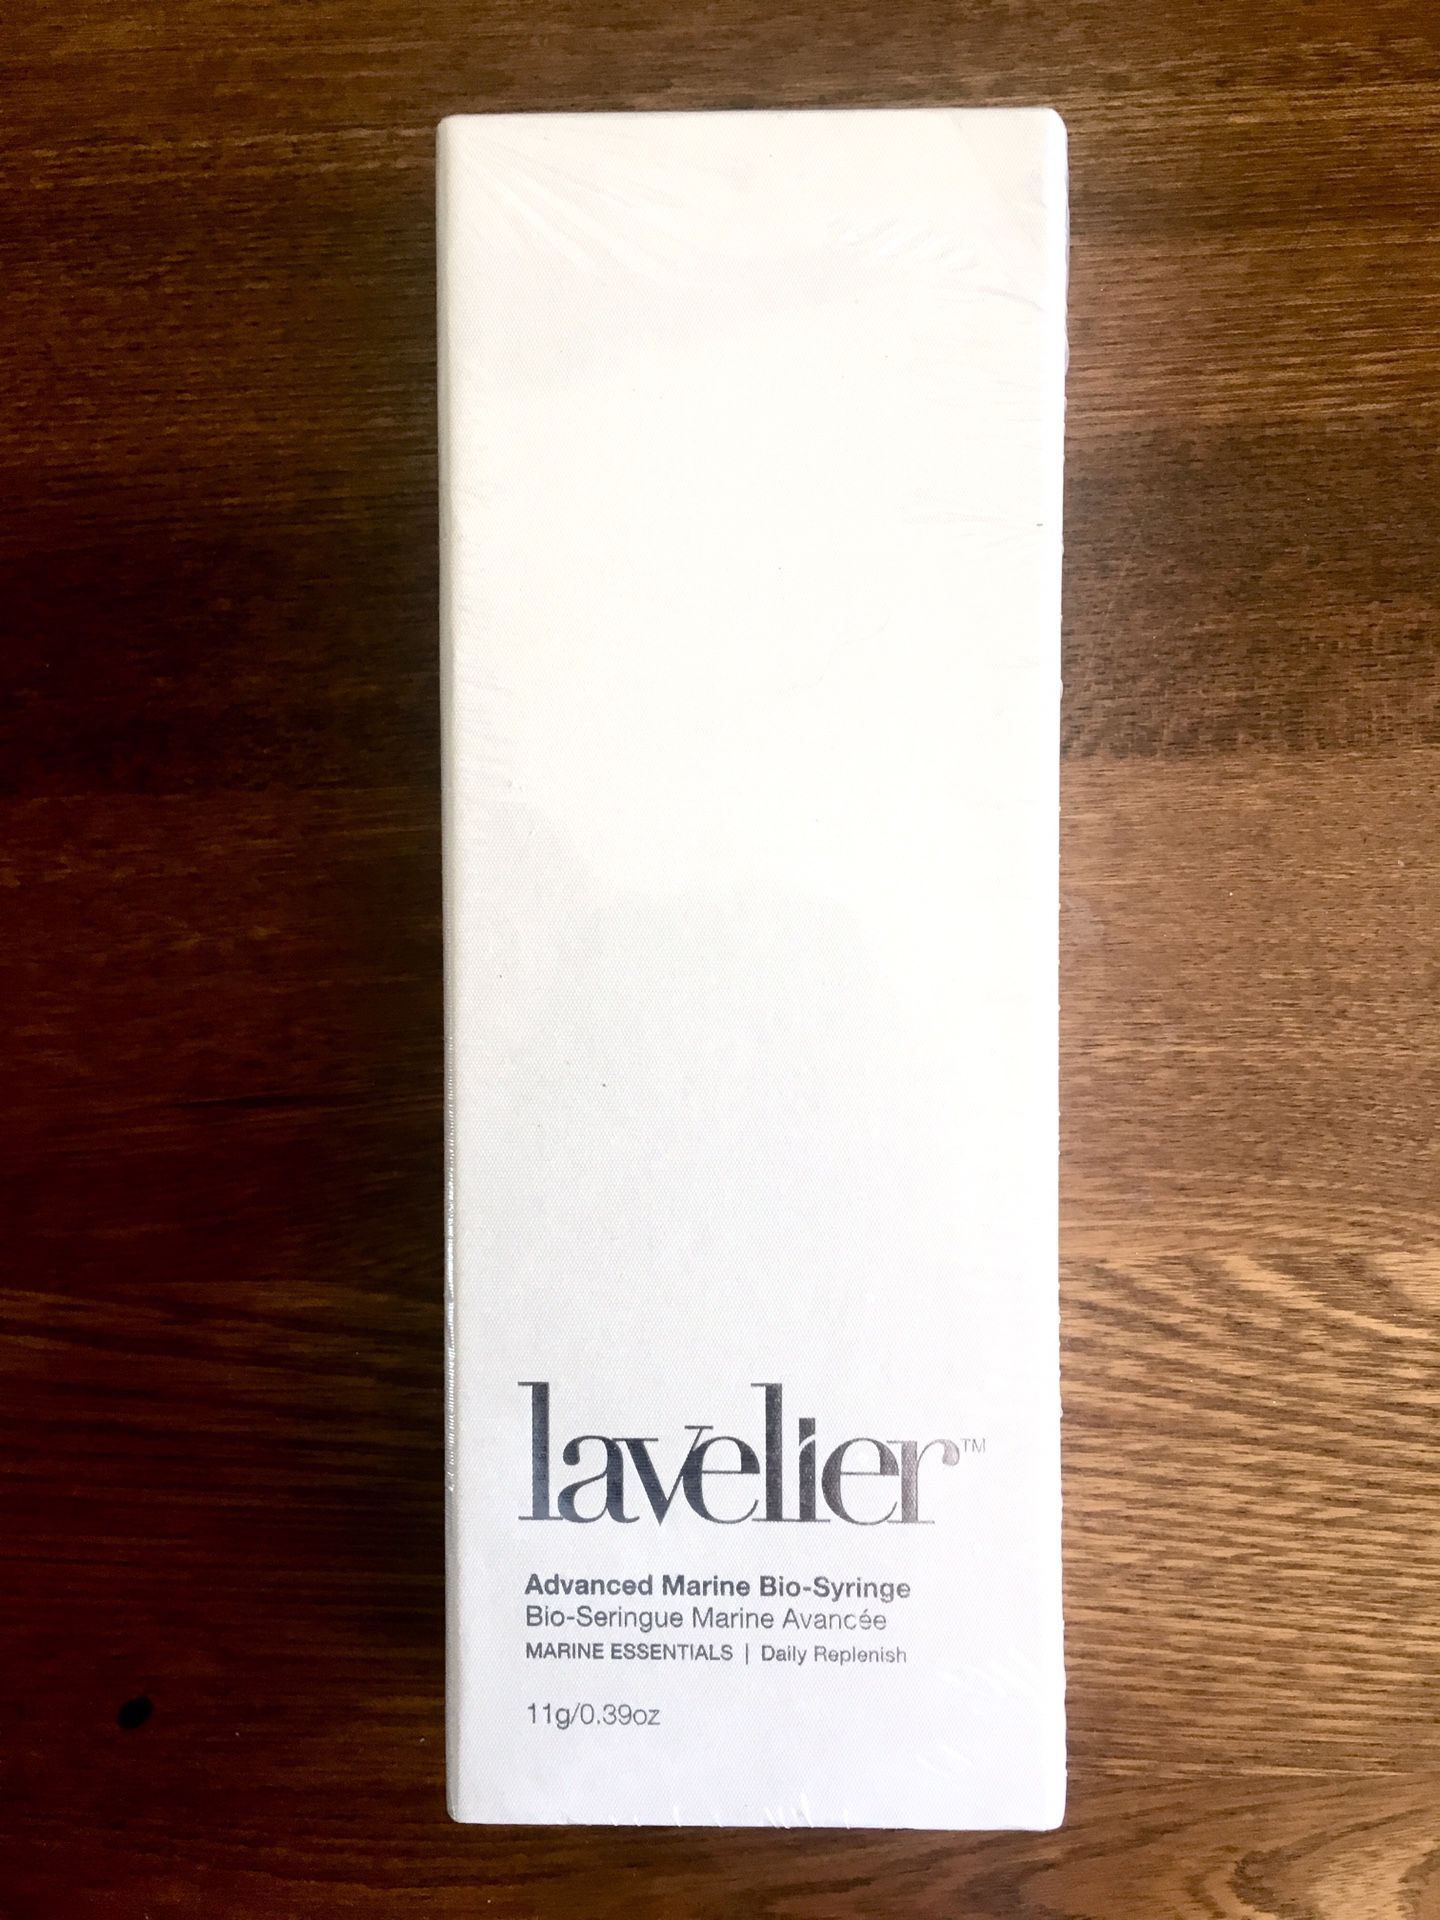 lavelier™
Advanced Marine Bio-Syringe
Bio-Seringue Marine Avancée
MARINE ESSENTIALS | Daily Replenish
11g/0.39oz